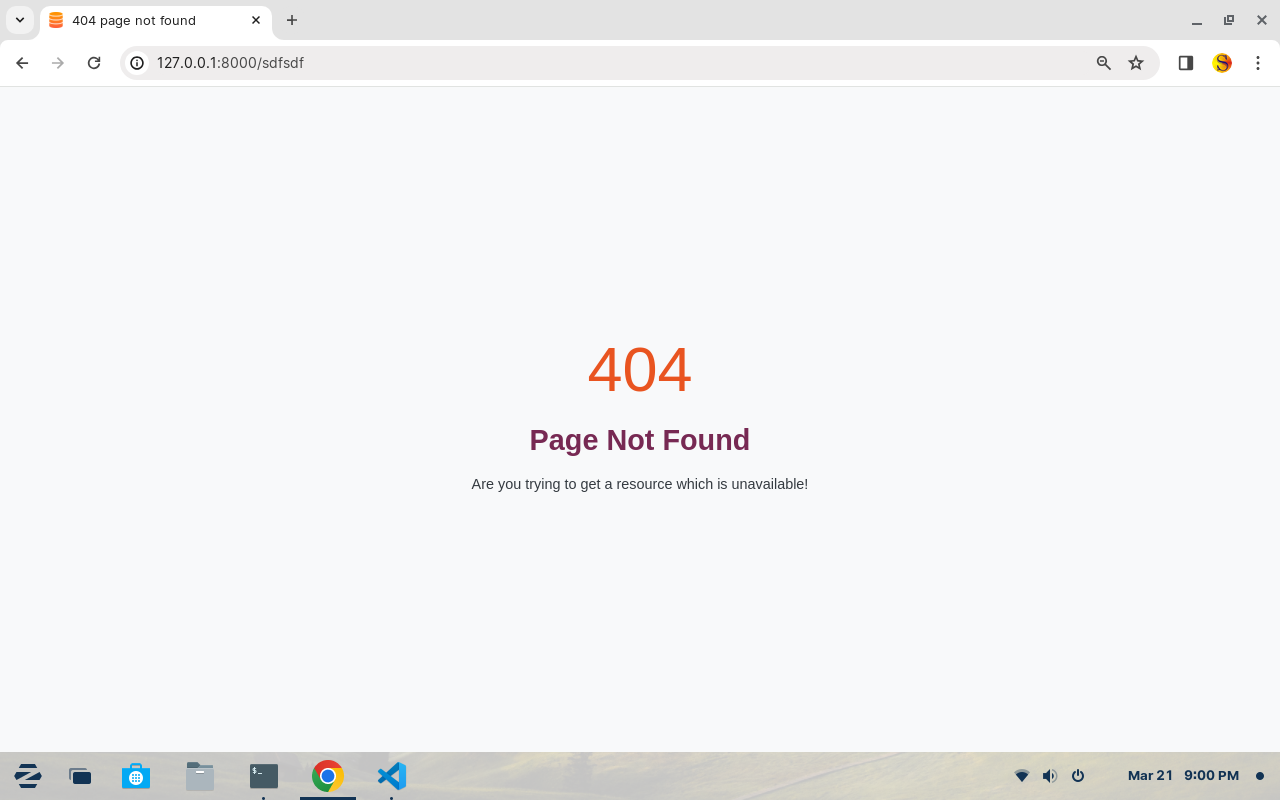 404 page not found
127.0.0.1:8000/sdfsdf
404
Page Not Found
Are you trying to get a resource which is unavailable!
$_
Mar 21 9:00 PM